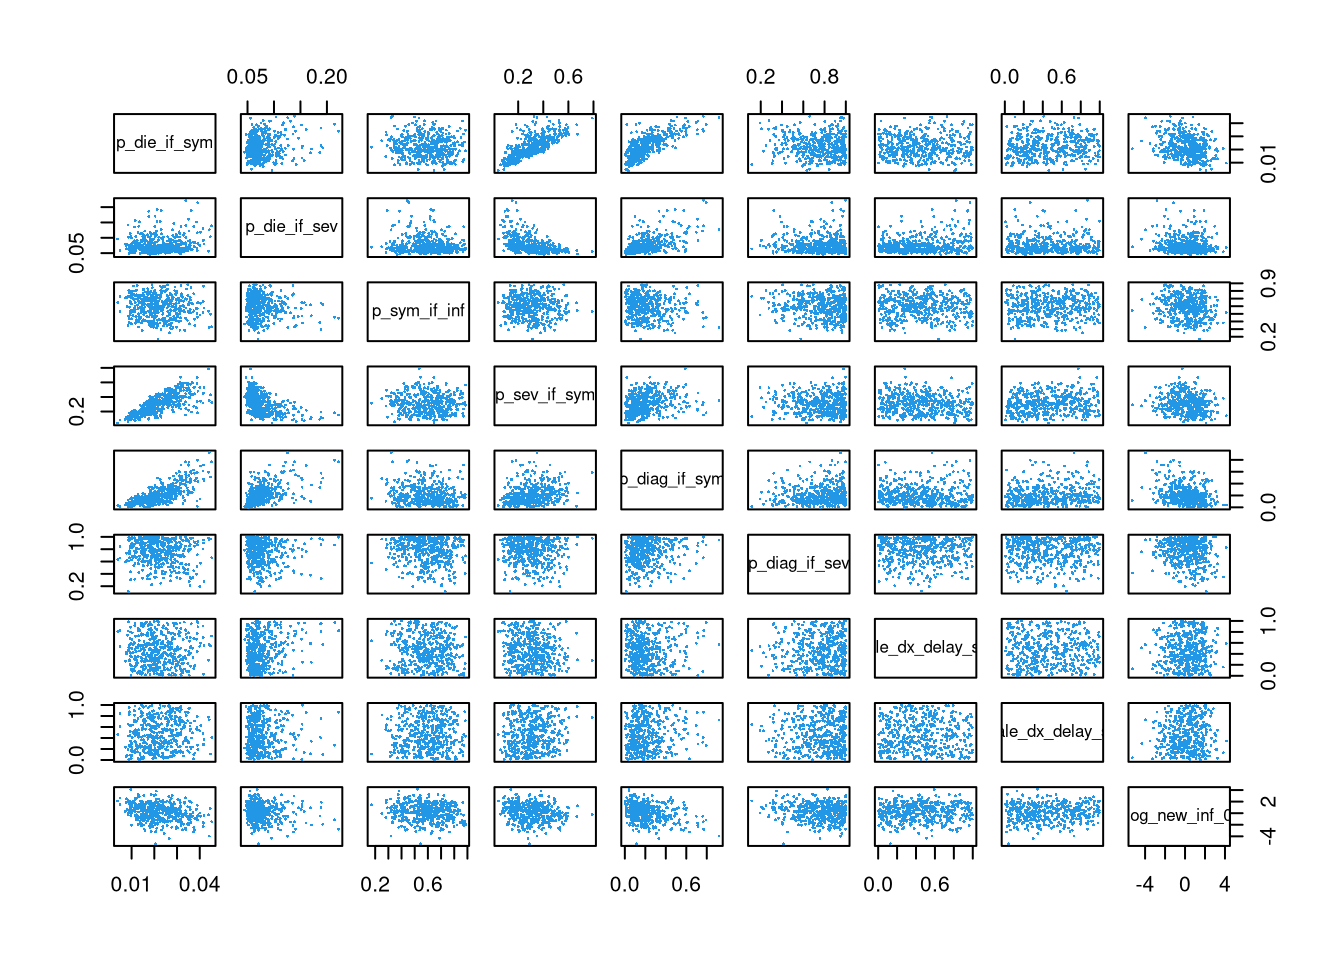 0.05 0.20 0.2 0.6 0.2 0.8 0.0 0.6
p_die_if_sym 0.01
0.05 p_die_if_sev
p_sym_if_inf 0.2 0.9
0.2 p_sev_if_sym
p_diag_if_sym 0.0
0.2 1.0 p_diag_if_sev
le_dx_delay_s 0.0 1.0
0.0 1.0 ale_dx_delay_s
og_new_inf_0 -4 2
0.01 0.04 0.2 0.6 0.0 0.6 0.0 0.6 -4 0 4